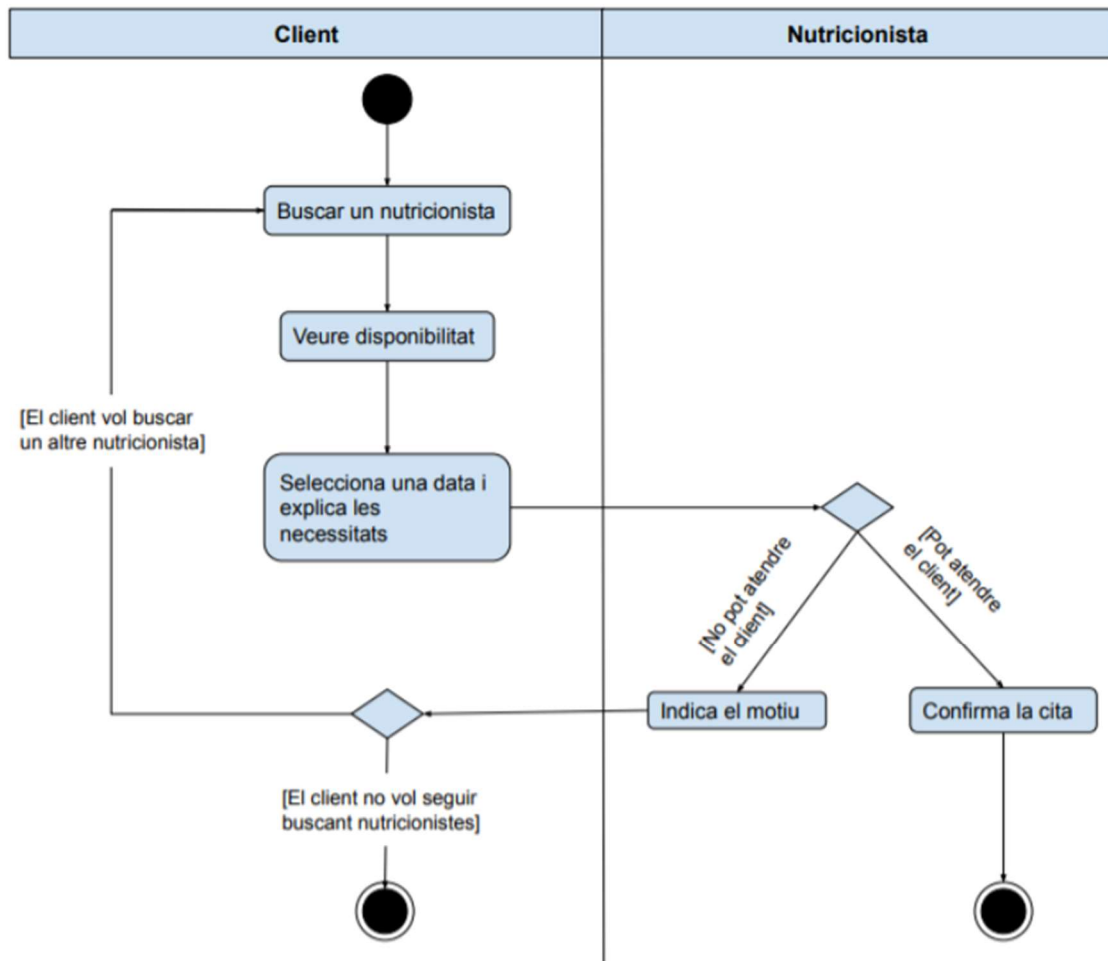 Client
Nutricionista
Buscar un nutricionista
Veure disponibilitat
[El client vol buscar
un altre nutricionista]
Selecciona una data i
explica les
necessitats
[No pot atendre
el client]
[Pot atendre
el client]
Indica el motiu
Confirma la cita
[El client no vol seguir
buscant nutricionistes]